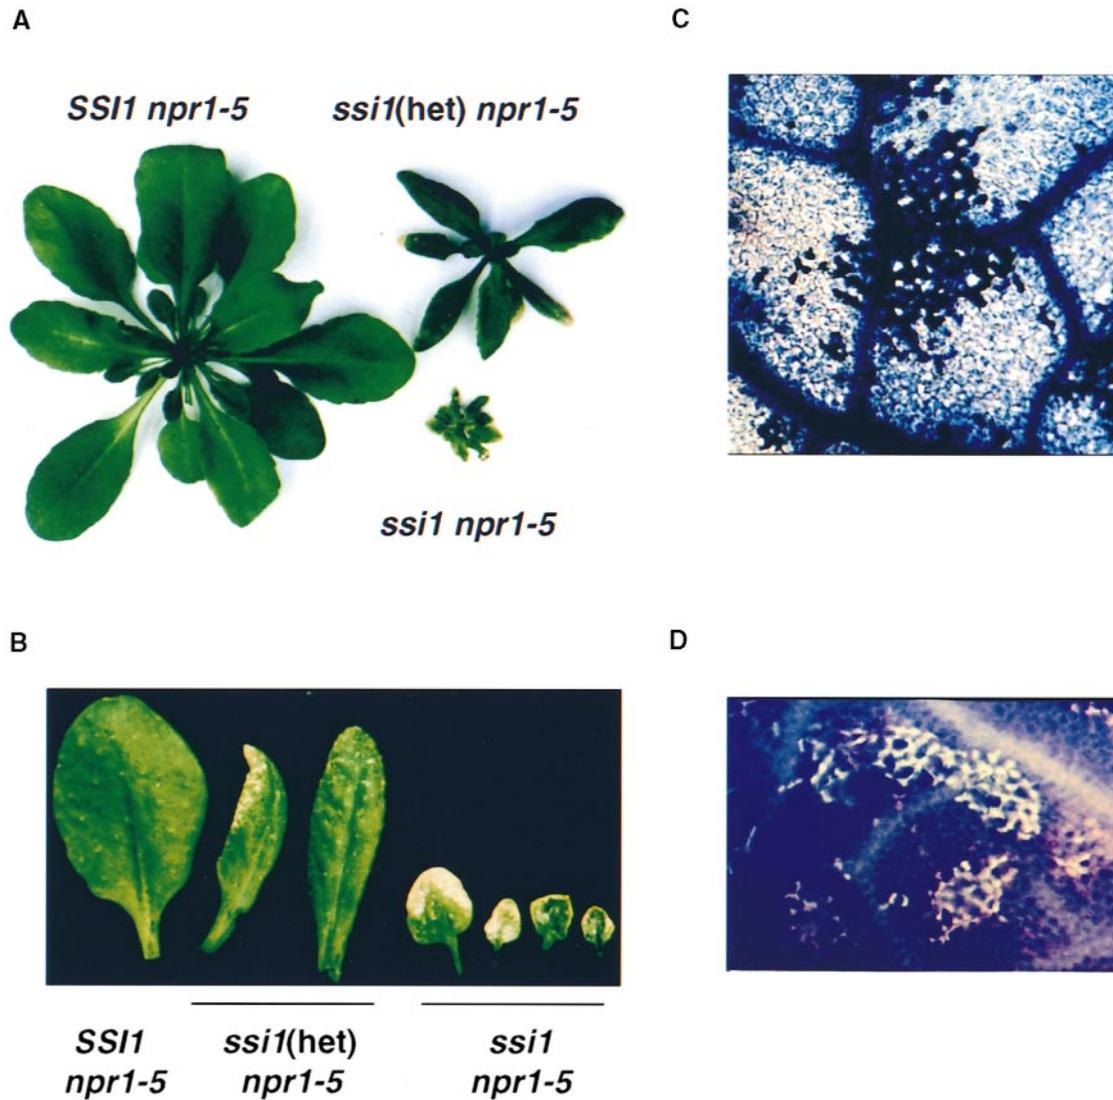 A
SSI1 npr1-5
ssi1(het) npr1-5
ssi1 npr1-5
B
SSI1
npr1-5
ssi1(het)
npr1-5
ssi1
npr1-5
C
D